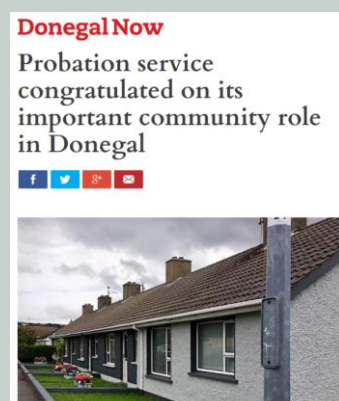 Donegal Now
Probation service
congratulated on its
important community role
in Donegal